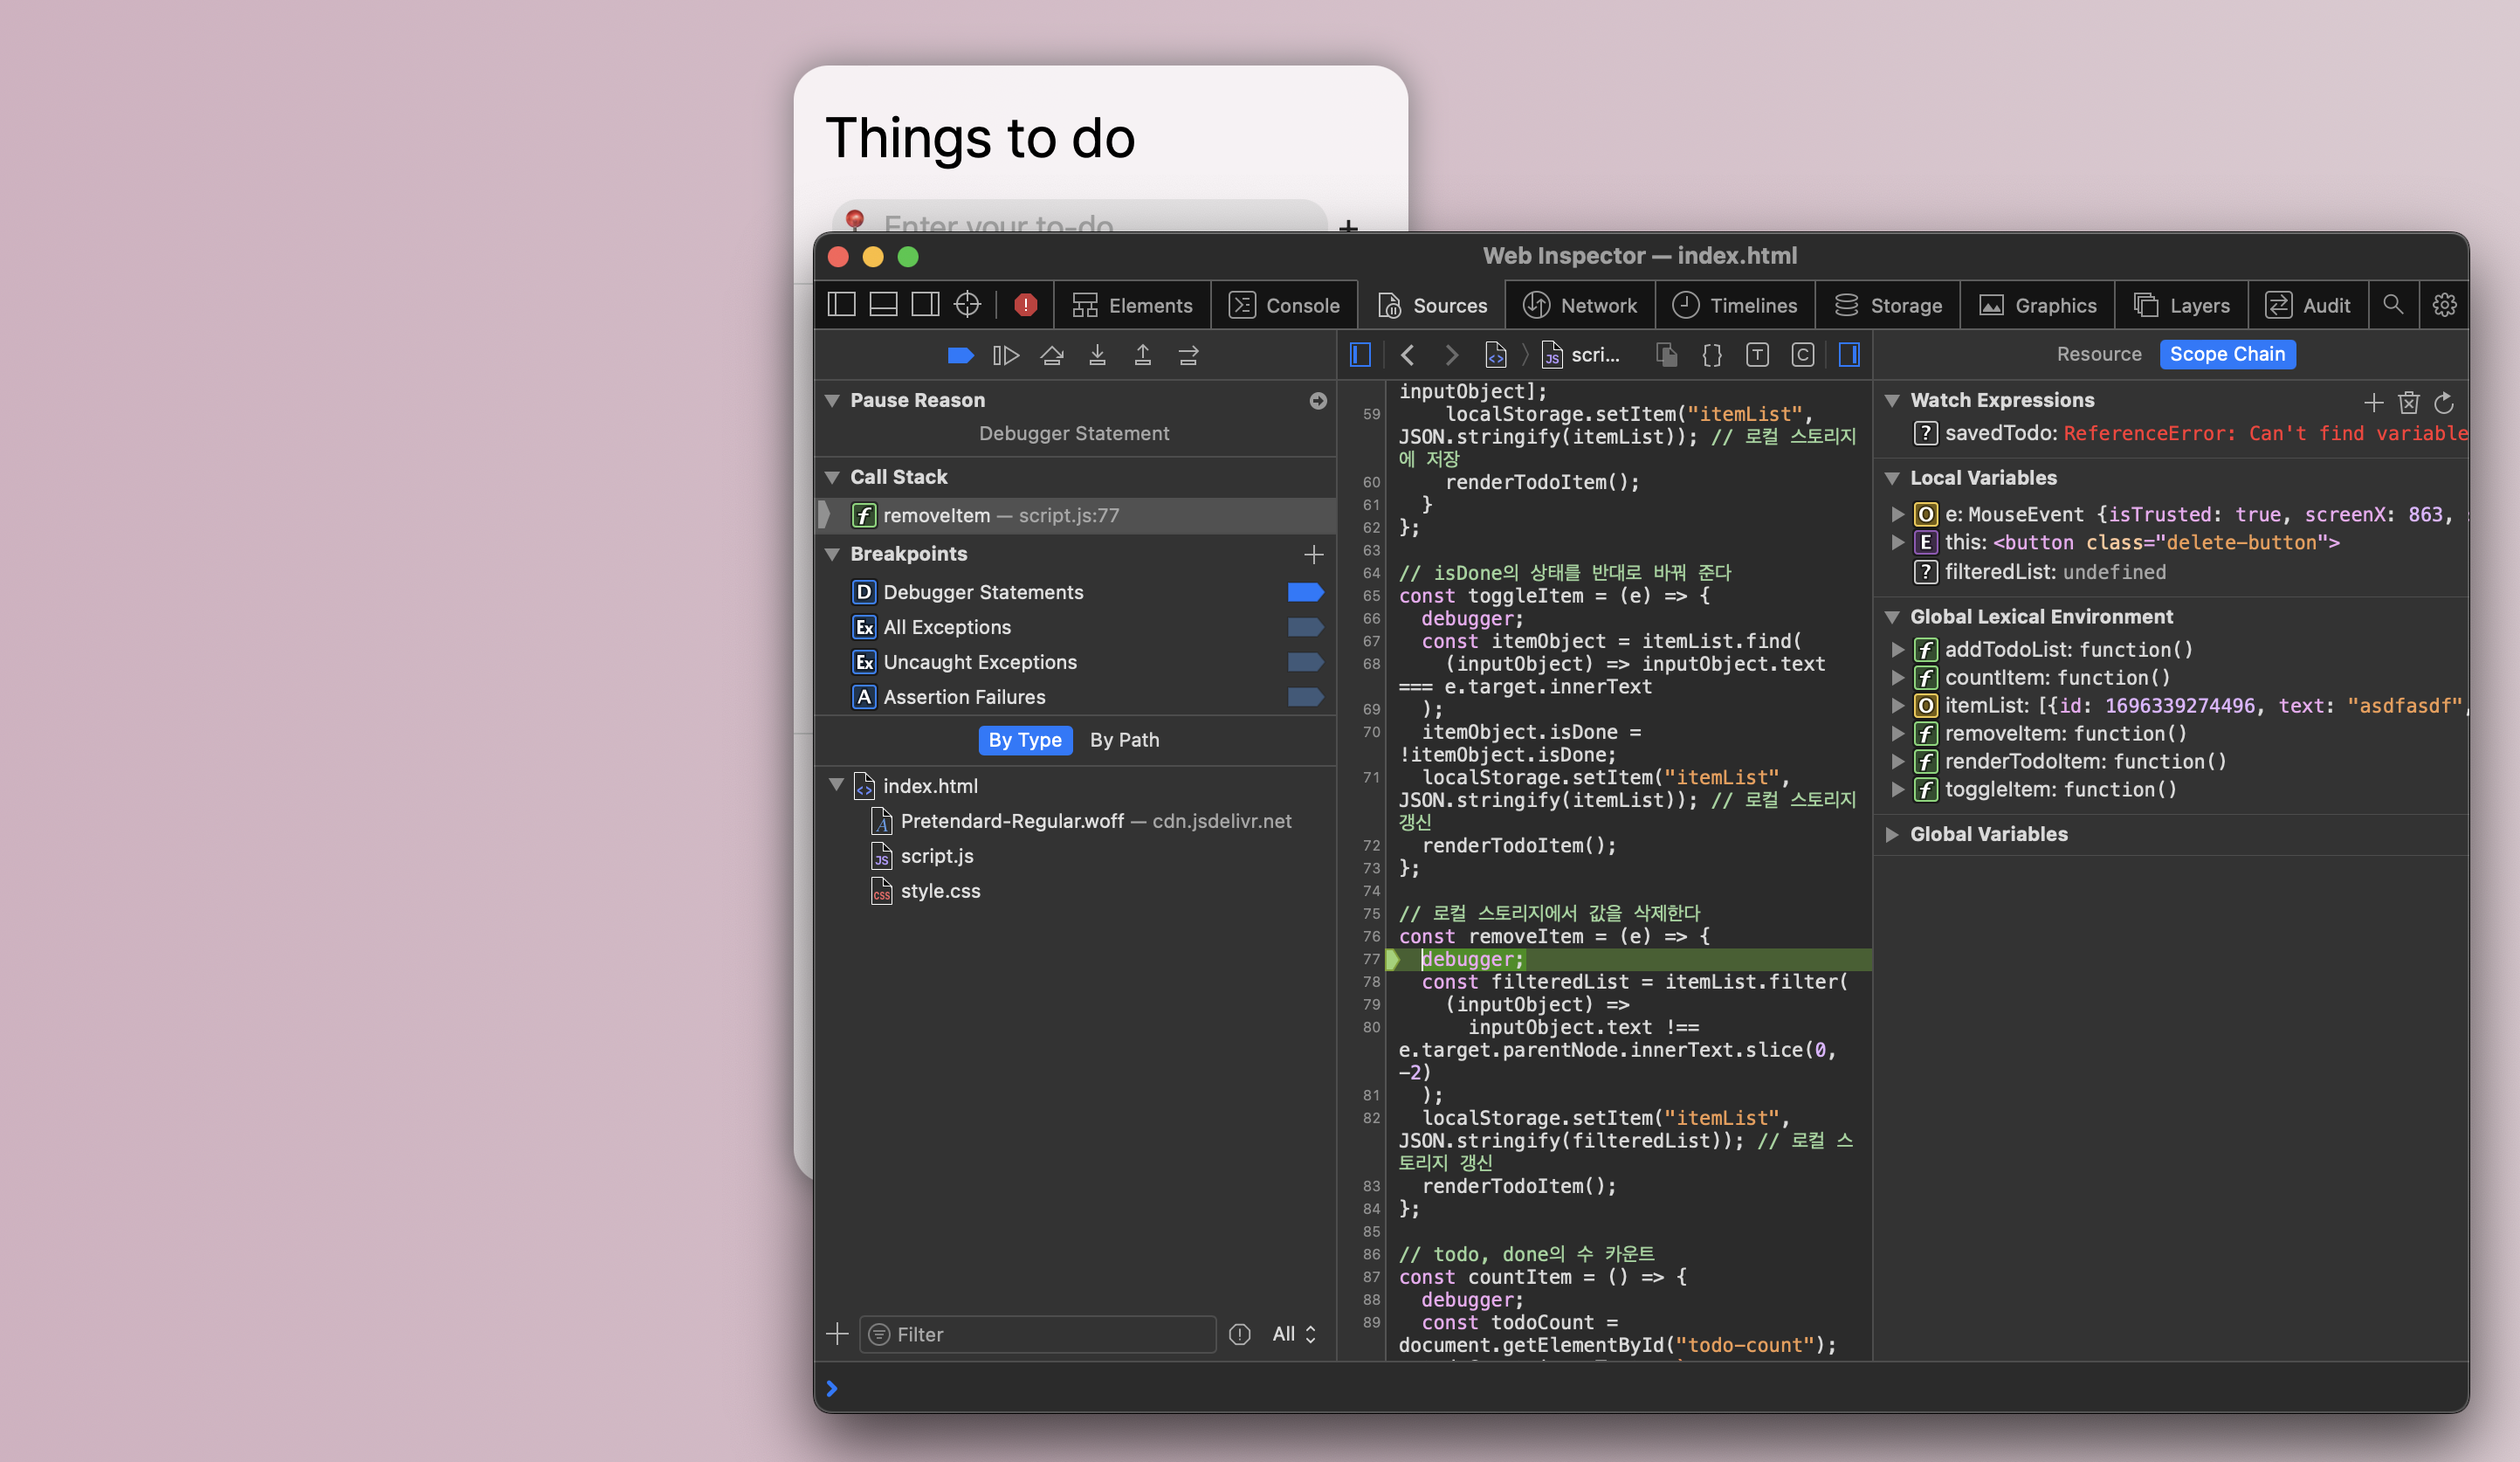 Things to do
Enter your to-do
+
Web Inspector — index.html
Elements
Console
Sources
Network
Timelines
Storage
Graphics
Layers
Audit
Pause Reason
Debugger Statement
Call Stack
f removeItem — script.js:77
Breakpoints
D Debugger Statements
Ex All Exceptions
Ex Uncaught Exceptions
A Assertion Failures
By Type By Path
index.html
Pretendard-Regular.woff — cdn.jsdelivr.net
JS script.js
CSS style.css
Filter
All
JS scri...
{} T C
inputObject];
59 localStorage.setItem("itemList",
JSON.stringify(itemList)); // 로컬 스토리지
에 저장
60 renderTodoItem();
61 }
62 };
63
64 // isDone의 상태를 반대로 바꿔 준다
65 const toggleItem = (e) => {
66 debugger;
67 const itemObject = itemList.find(
68 (inputObject) => inputObject.text
=== e.target.innerText
69 );
70 itemObject.isDone =
!itemObject.isDone;
71 localStorage.setItem("itemList",
JSON.stringify(itemList)); // 로컬 스토리지
갱신
72 renderTodoItem();
73 };
74
75 // 로컬 스토리지에서 값을 삭제한다
76 const removeItem = (e) => {
77 debugger;
78 const filteredList = itemList.filter(
79 (inputObject) =>
80 inputObject.text !==
e.target.parentNode.innerText.slice(0,
-2)
81 );
82 localStorage.setItem("itemList",
JSON.stringify(filteredList)); // 로컬 스
토리지 갱신
83 renderTodoItem();
84 };
85
86 // todo, done의 수 카운트
87 const countItem = () => {
88 debugger;
89 const todoCount =
document.getElementById("todo-count");
Resource Scope Chain
Watch Expressions
? savedTodo: ReferenceError: Can't find variable
Local Variables
O e: MouseEvent {isTrusted: true, screenX: 863,
E this: <button class="delete-button">
? filteredList: undefined
Global Lexical Environment
f addTodoList: function()
f countItem: function()
O itemList: [{id: 1696339274496, text: "asdfasdf",
f removeItem: function()
f renderTodoItem: function()
f toggleItem: function()
Global Variables